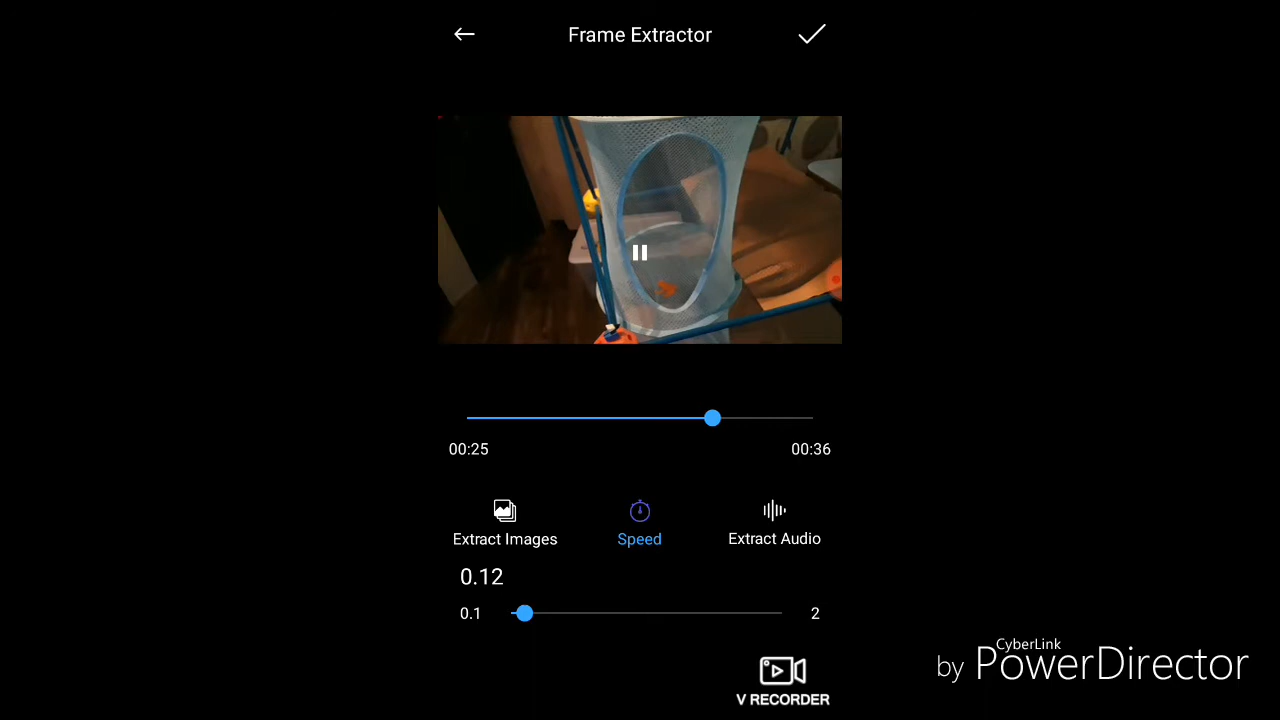 Frame Extractor
00:25
00:36
Extract Images
Speed
Extract Audio
0.12
0.1
2
V RECORDER
CyberLink
by PowerDirector